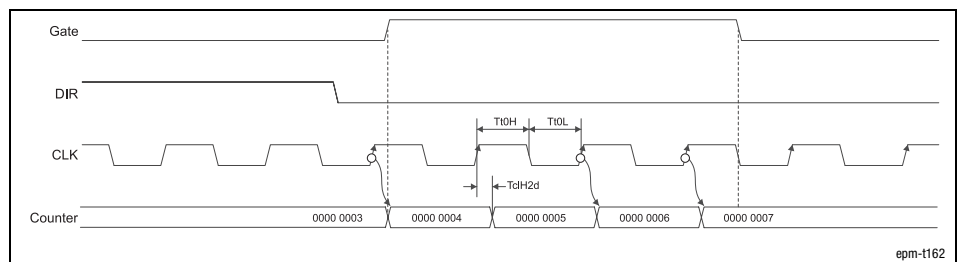 Gate
DIR
Tt0H Tt0L
CLK
TclH2d
Counter 0000 0003 0000 0004 0000 0005 0000 0006 0000 0007
epm-t162